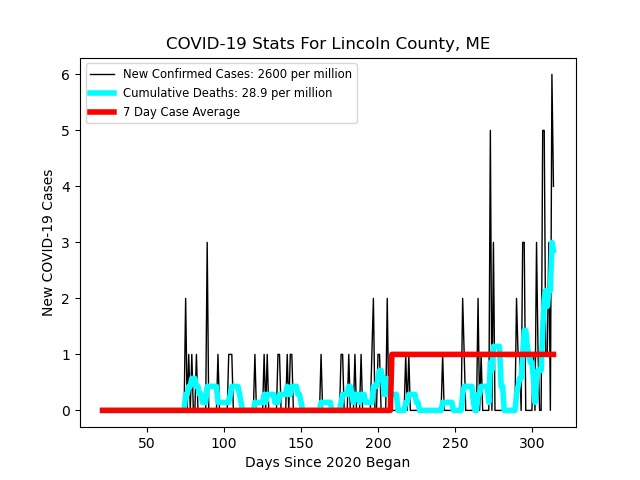 COVID-19 Stats For Lincoln County, ME
New Confirmed Cases: 2600 per million
Cumulative Deaths: 28.9 per million
7 Day Case Average
New COVID-19 Cases
6
5
4
3
2
1
0
50 100 150 200 250 300
Days Since 2020 Began